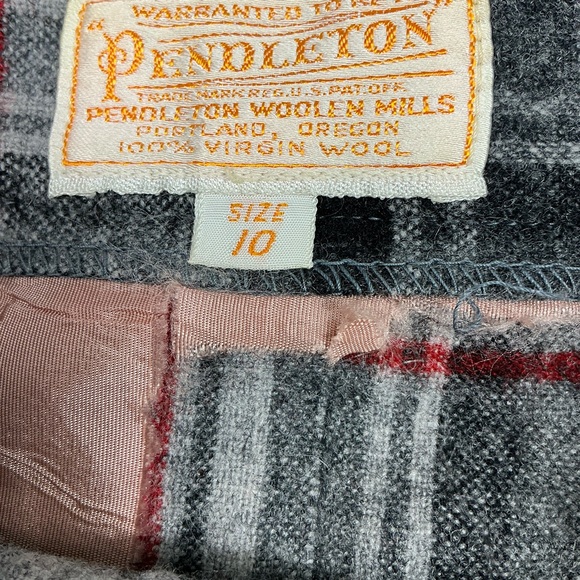 WARRANTED TO BE A
"PENDLETON"
TRADE MARK REG. U.S. PAT. OFF.
PENDLETON WOOLEN MILLS
PORTLAND, OREGON
100% VIRGIN WOOL
SIZE
10